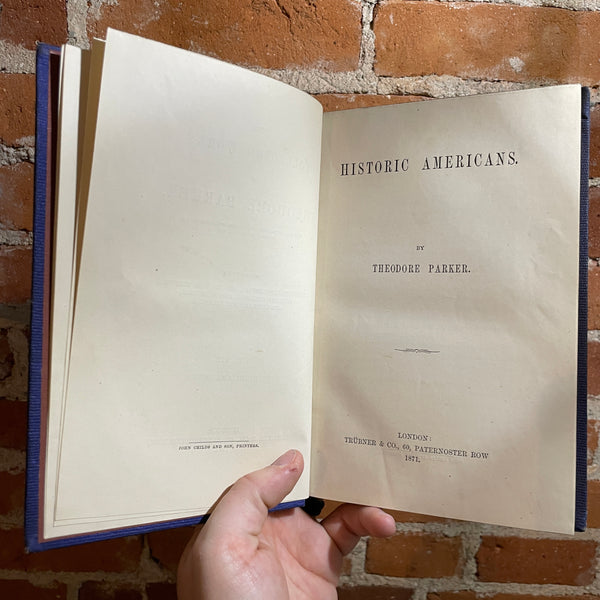 JOHN CHILDS AND SON, PRINTERS.
HISTORIC AMERICANS.
BY
THEODORE PARKER.
LONDON:
TRÜBNER & CO., 60, PATERNOSTER ROW
1871.